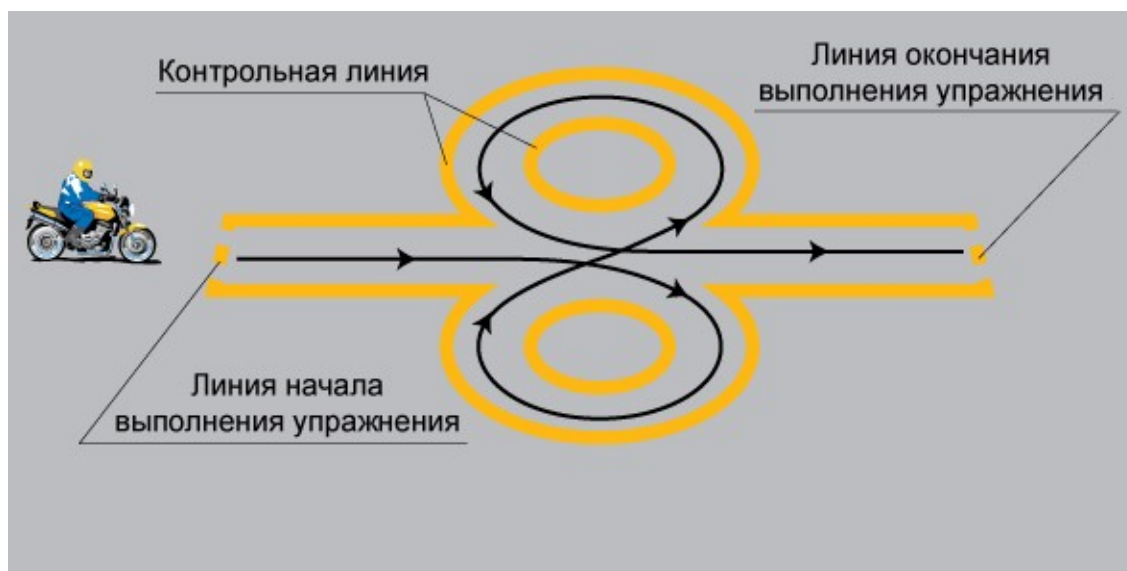 Линия окончания
выполнения упражнения
Контрольная линия
Линия начала
выполнения упражнения